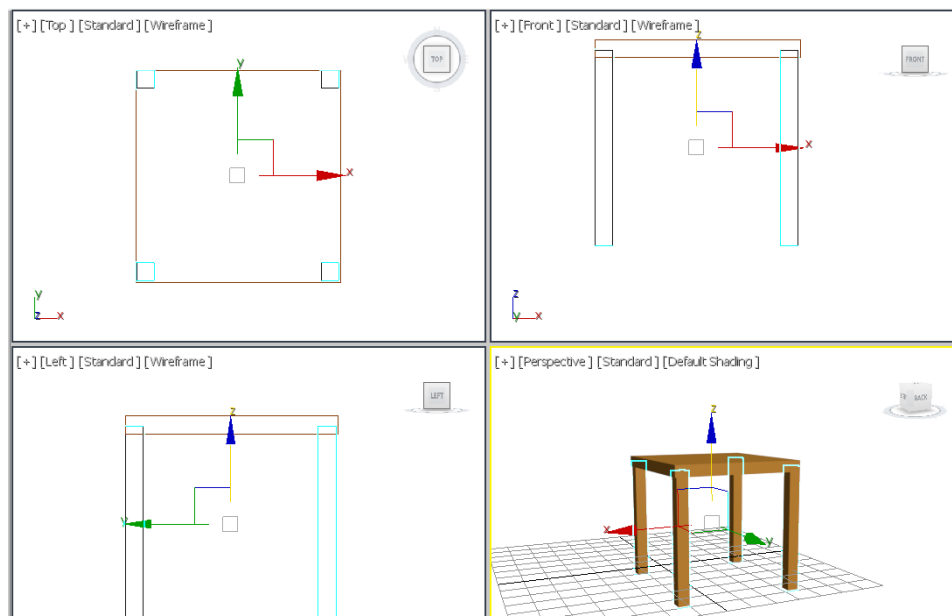 [+] [Top] [Standard] [Wireframe]
TOP
y
x
y
z x
[+] [Front] [Standard] [Wireframe]
z
FRONT
x
z
y x
[+] [Left] [Standard] [Wireframe]
LEFT
z
y
[+] [Perspective] [Standard] [Default Shading]
BACK
z
x
y